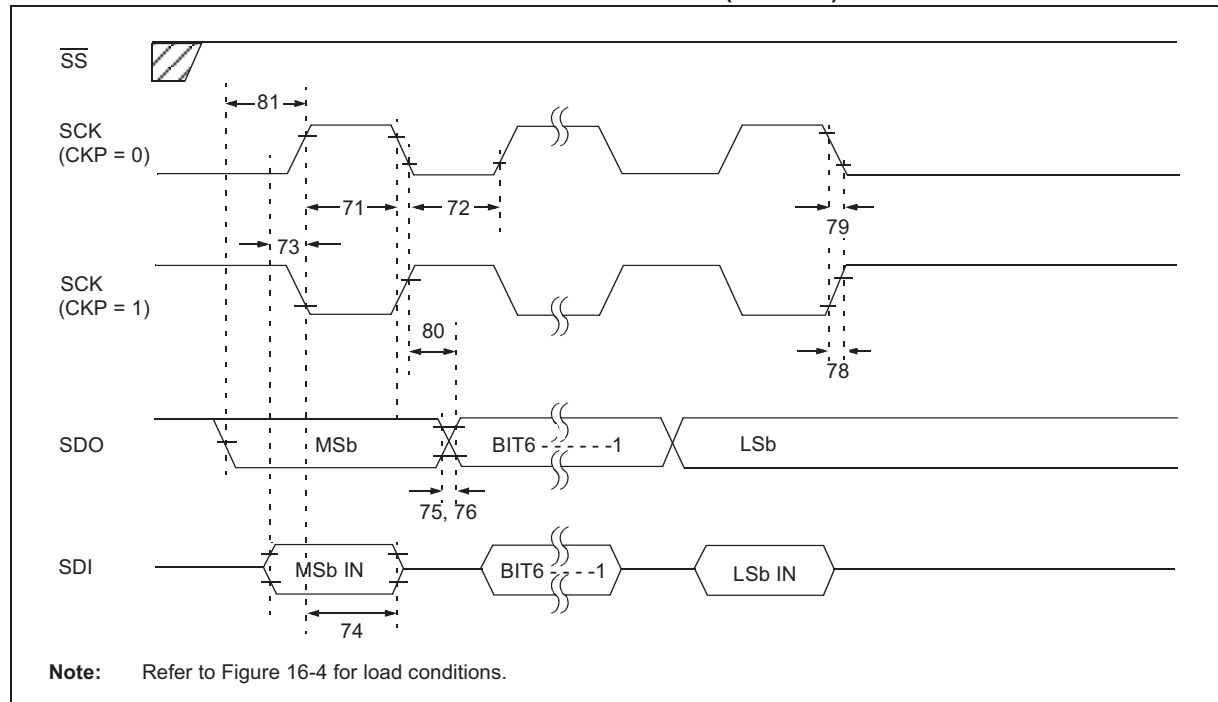 SS
81
SCK
(CKP = 0)
71
72
73
79
SCK
(CKP = 1)
80
78
SDO
MSb
BIT6 - - - - - -1
LSb
75, 76
SDI
MSb IN
BIT6 - - - -1
LSb IN
74
Note: Refer to Figure 16-4 for load conditions.